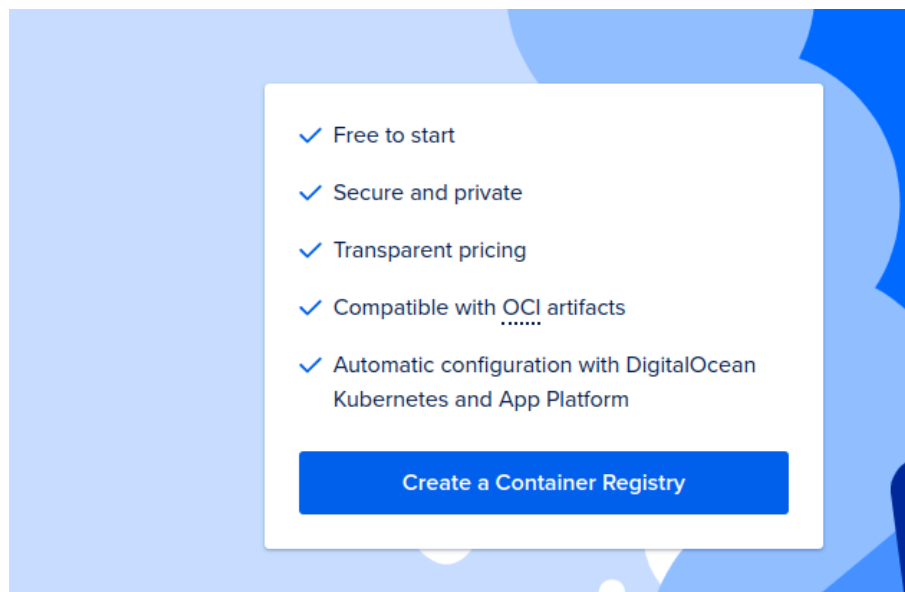 Free to start
Secure and private
Transparent pricing
Compatible with OCI artifacts
Automatic configuration with DigitalOcean
Kubernetes and App Platform
Create a Container Registry